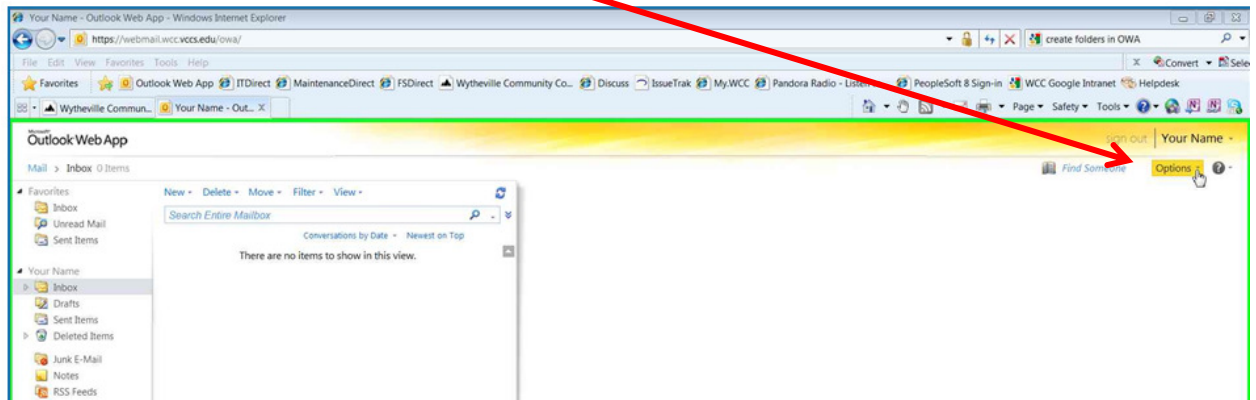 Your Name - Outlook Web App - Windows Internet Explorer
https://webmail.wcc.vccs.edu/owa/
create folders in OWA
File Edit View Favorites Tools Help
X Convert Sele
Favorites Outlook Web App ITDirect MaintenanceDirect FSDirect Wytheville Community Co... Discuss IssueTrak My.WCC Pandora Radio - Listen PeopleSoft 8 Sign-in WCC Google Intranet Helpdesk
Wytheville Commun... Your Name - Out... X
Page Safety Tools
Microsoft
Outlook Web App
sign out Your Name
Mail > Inbox 0 Items
Find Someone Options
Favorites
Inbox
Unread Mail
Sent Items
Your Name
Inbox
Drafts
Sent Items
Deleted Items
Junk E-Mail
Notes
RSS Feeds
New Delete Move Filter View
Search Entire Mailbox
Conversations by Date Newest on Top
There are no items to show in this view.